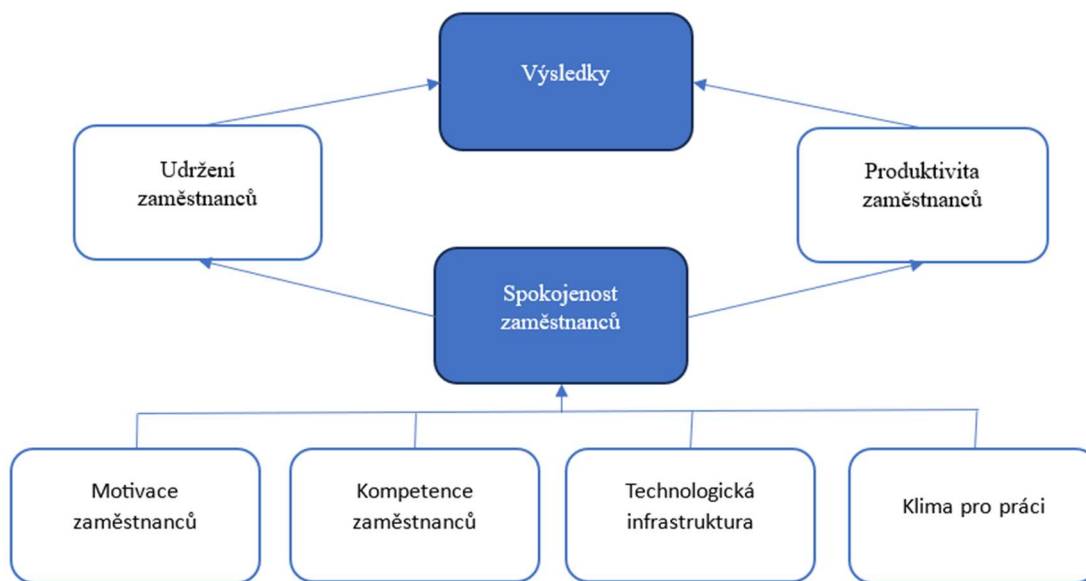 Výsledky
Udržení
zaměstnanců
Produktivita
zaměstnanců
Spokojenost
zaměstnanců
Motivace
zaměstnanců
Kompetence
zaměstnanců
Technologická
infrastruktura
Klima pro práci